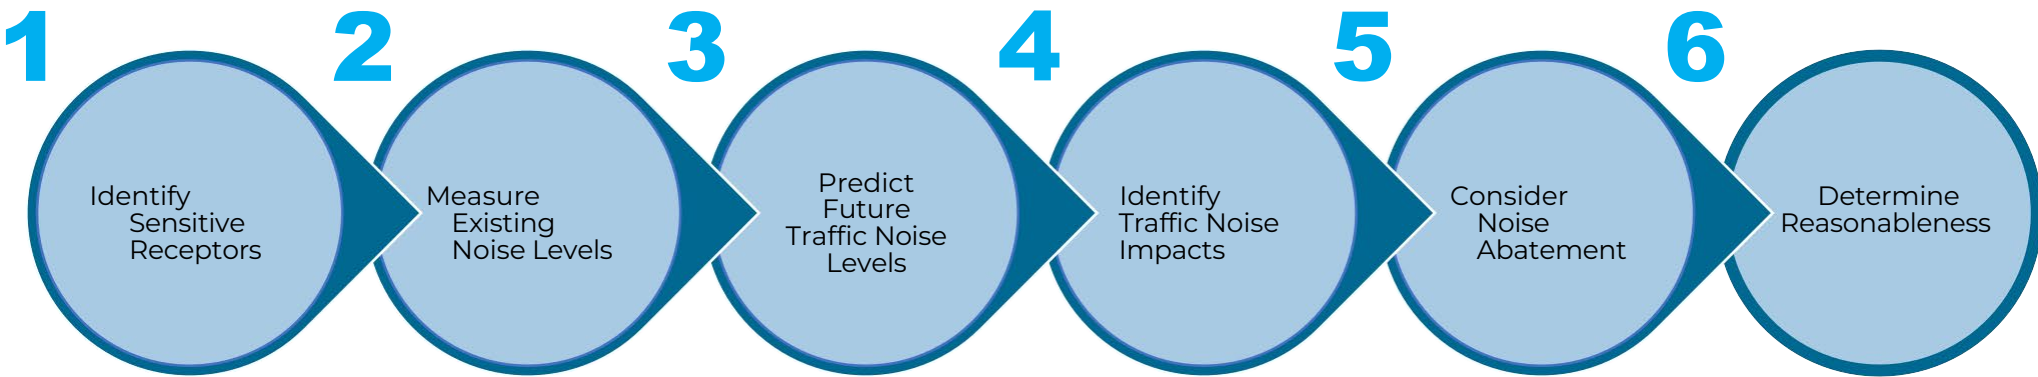 1
Identify
Sensitive
Receptors
2
Measure
Existing
Noise Levels
3
Predict
Future
Traffic Noise
Levels
4
Identify
Traffic Noise
Impacts
5
Consider
Noise
Abatement
6
Determine
Reasonableness